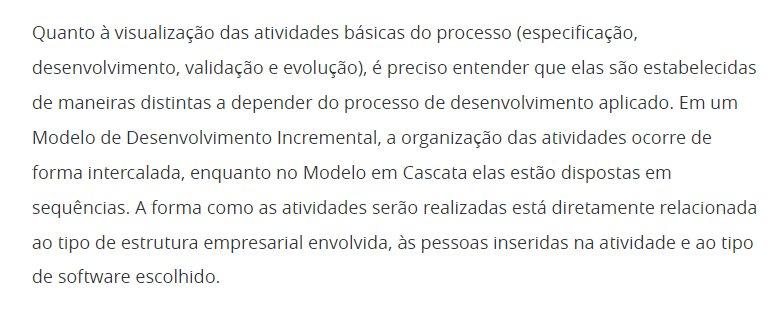 Quanto à visualização das atividades básicas do processo (especificação,
desenvolvimento, validação e evolução), é preciso entender que elas são estabelecidas
de maneiras distintas a depender do processo de desenvolvimento aplicado. Em um
Modelo de Desenvolvimento Incremental, a organização das atividades ocorre de
forma intercalada, enquanto no Modelo em Cascata elas estão dispostas em
sequências. A forma como as atividades serão realizadas está diretamente relacionada
ao tipo de estrutura empresarial envolvida, às pessoas inseridas na atividade e ao tipo
de software escolhido.